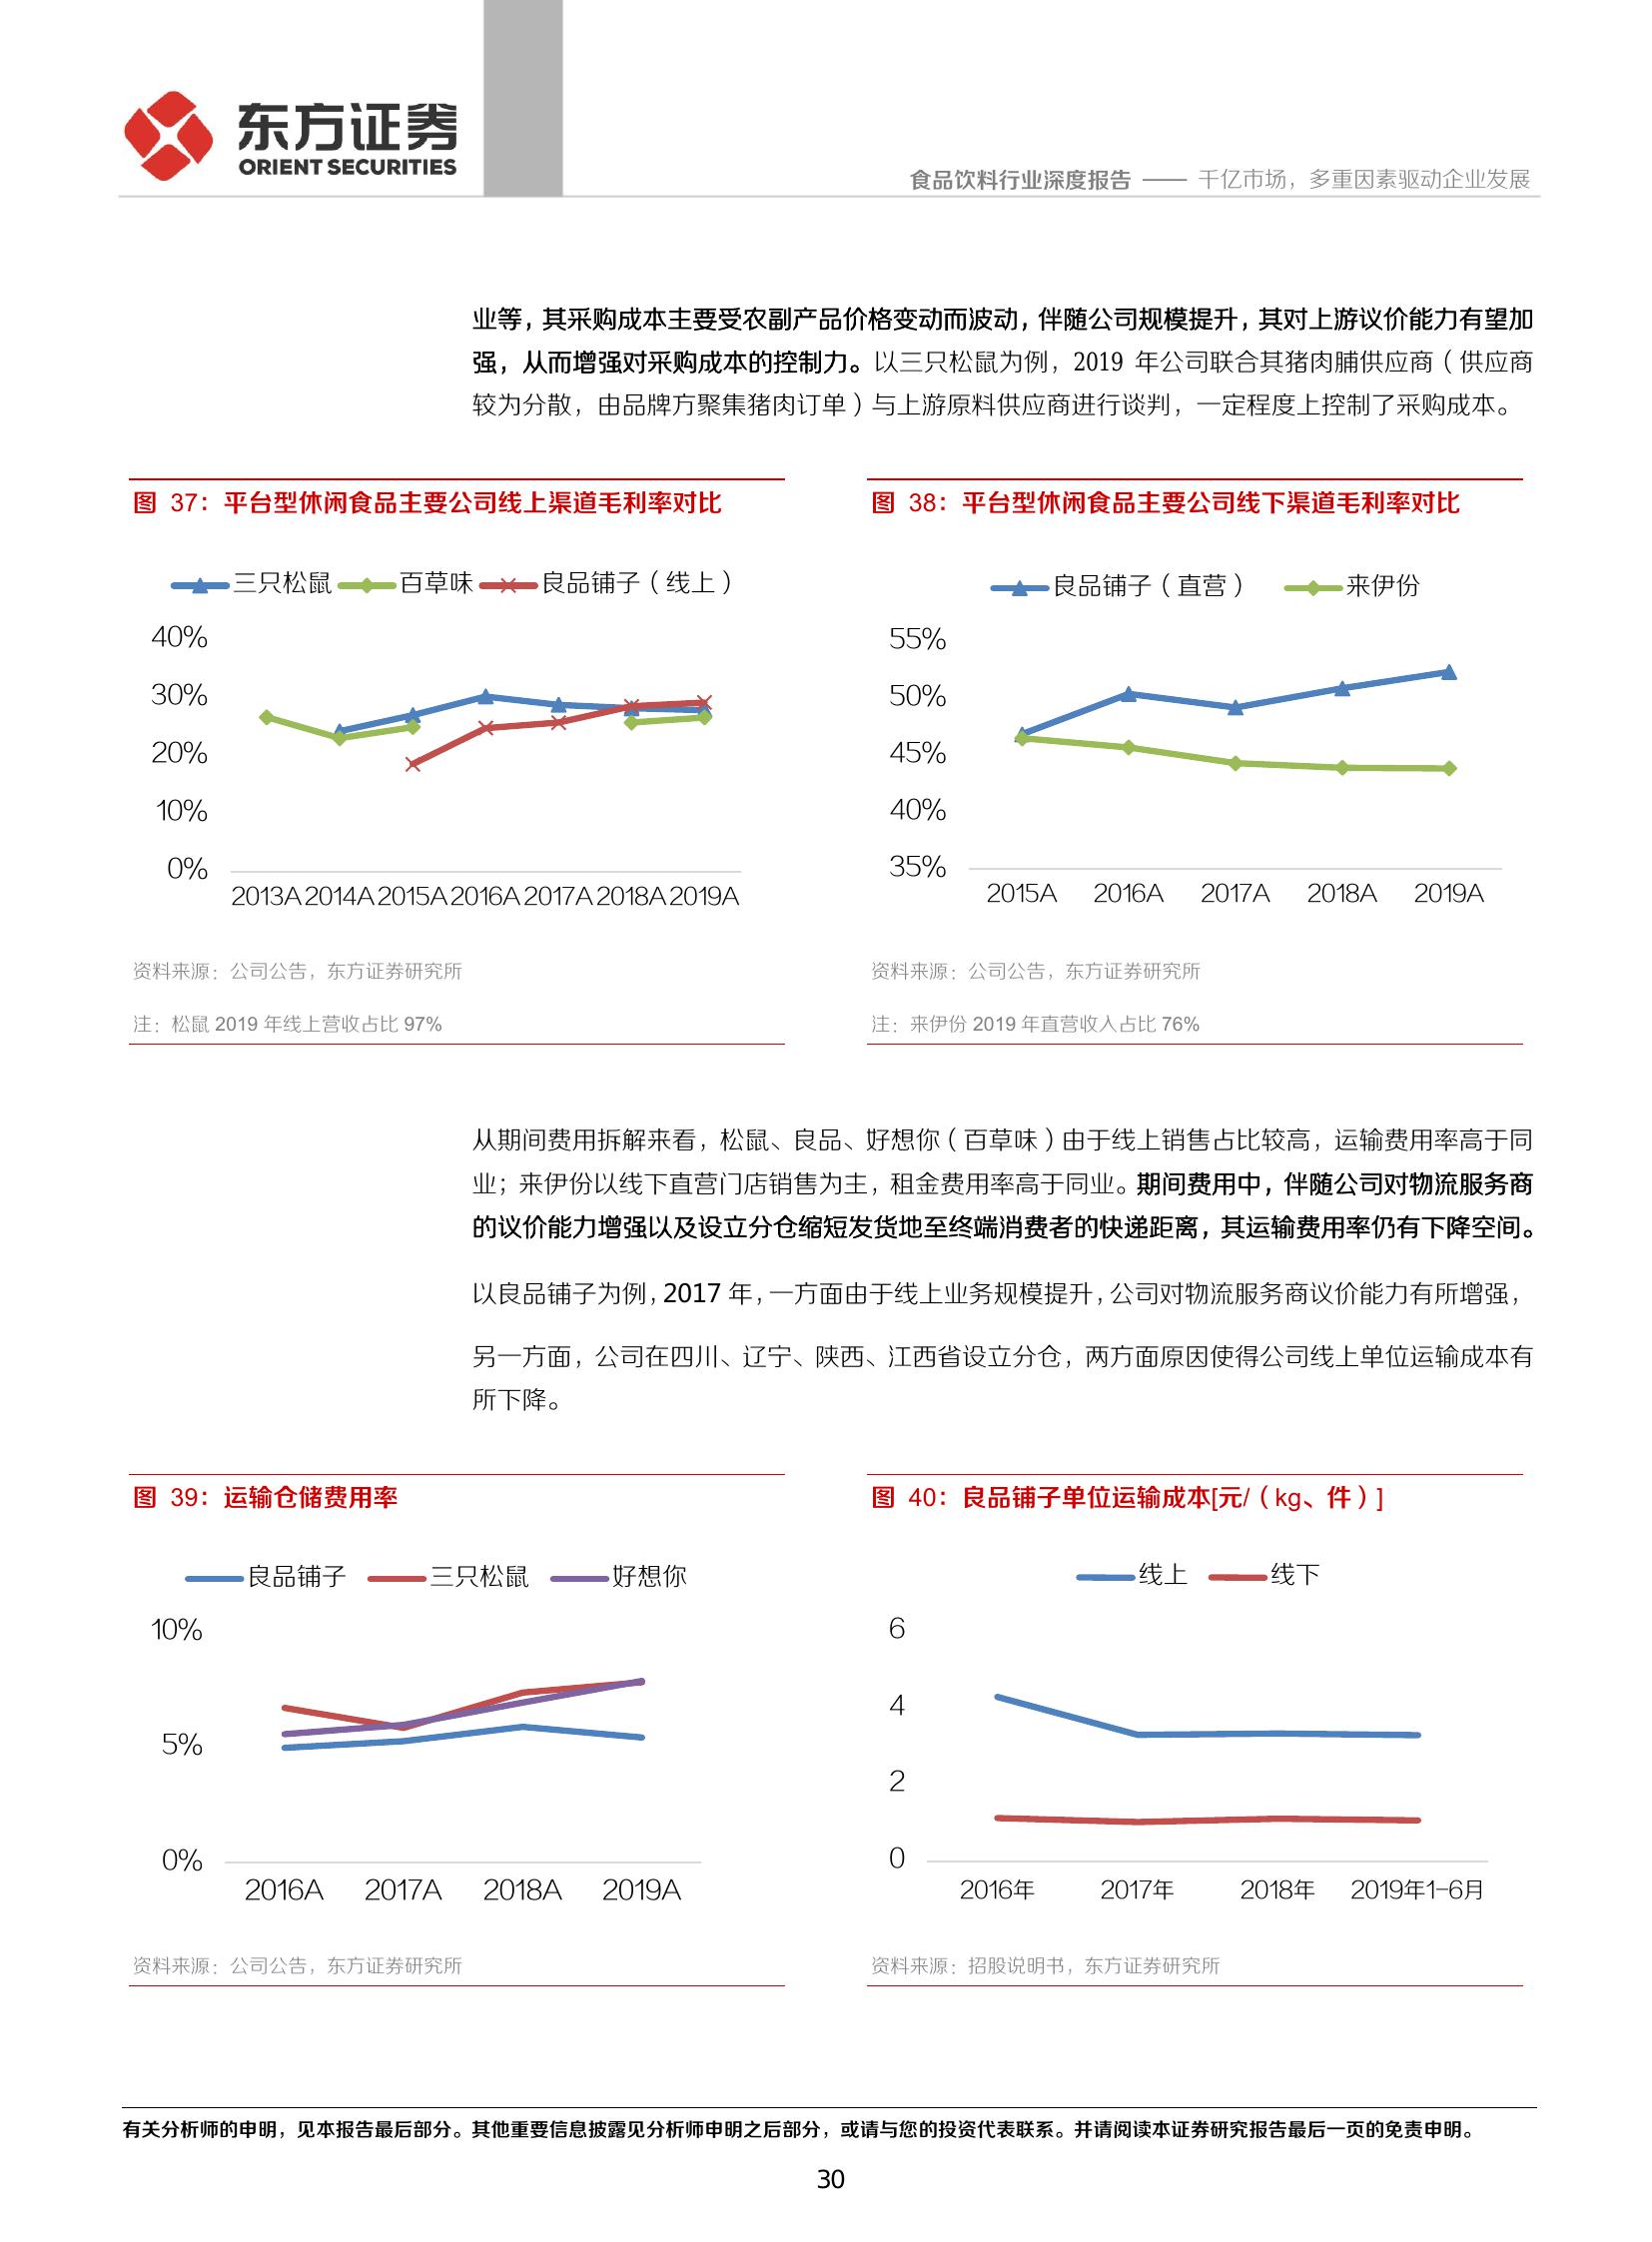 东方证券
ORIENT SECURITIES
食品饮料行业深度报告 —— 千亿市场，多重因素驱动企业发展
业等，其采购成本主要受农副产品价格变动而波动，伴随公司规模提升，其对上游议价能力有望加
强，从而增强对采购成本的控制力。以三只松鼠为例，2019 年公司联合其猪肉脯供应商（供应商
较为分散，由品牌方聚集猪肉订单）与上游原料供应商进行谈判，一定程度上控制了采购成本。
图 37：平台型休闲食品主要公司线上渠道毛利率对比
三只松鼠 百草味 良品铺子（线上）
40%
30%
20%
10%
0%
2013A 2014A 2015A 2016A 2017A 2018A 2019A
资料来源：公司公告，东方证券研究所
注：松鼠 2019 年线上营收占比 97%
图 38：平台型休闲食品主要公司线下渠道毛利率对比
良品铺子（直营） 来伊份
55%
50%
45%
40%
35%
2015A 2016A 2017A 2018A 2019A
资料来源：公司公告，东方证券研究所
注：来伊份 2019 年直营收入占比 76%
从期间费用拆解来看，松鼠、良品、好想你（百草味）由于线上销售占比较高，运输费用率高于同
业；来伊份以线下直营门店销售为主，租金费用率高于同业。期间费用中，伴随公司对物流服务商
的议价能力增强以及设立分仓缩短发货地至终端消费者的快递距离，其运输费用率仍有下降空间。
以良品铺子为例，2017 年，一方面由于线上业务规模提升，公司对物流服务商议价能力有所增强，
另一方面，公司在四川、辽宁、陕西、江西省设立分仓，两方面原因使得公司线上单位运输成本有
所下降。
图 39：运输仓储费用率
良品铺子 三只松鼠 好想你
10%
5%
0%
2016A 2017A 2018A 2019A
资料来源：公司公告，东方证券研究所
图 40：良品铺子单位运输成本[元/（kg、件）]
线上 线下
6
4
2
0
2016年 2017年 2018年 2019年1-6月
资料来源：招股说明书，东方证券研究所
有关分析师的申明，见本报告最后部分。其他重要信息披露见分析师申明之后部分，或请与您的投资代表联系。并请阅读本证券研究报告最后一页的免责申明。
30